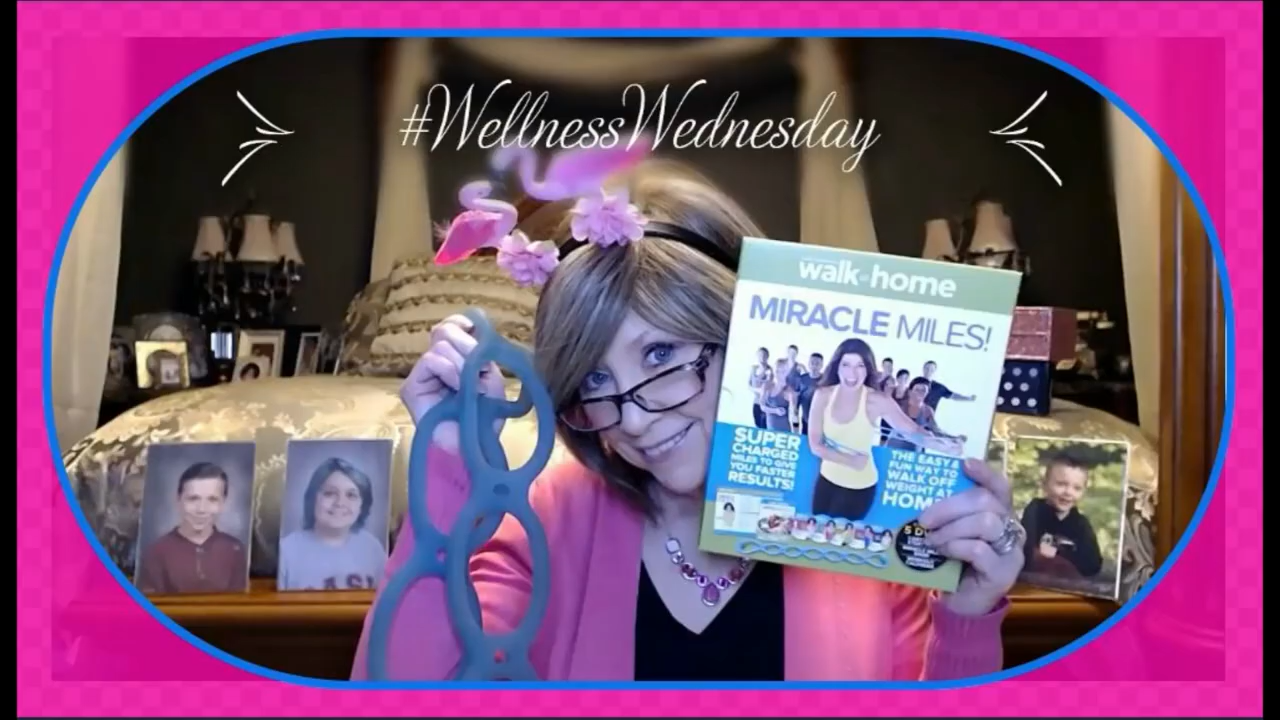 #WellnessWednesday
walk at home
MIRACLE MILES!
SUPER
CHARGED
MILES TO GIVE
YOU FASTER
RESULTS!
THE EASY &
FUN WAY TO
WALK OFF
WEIGHT AT
HOME